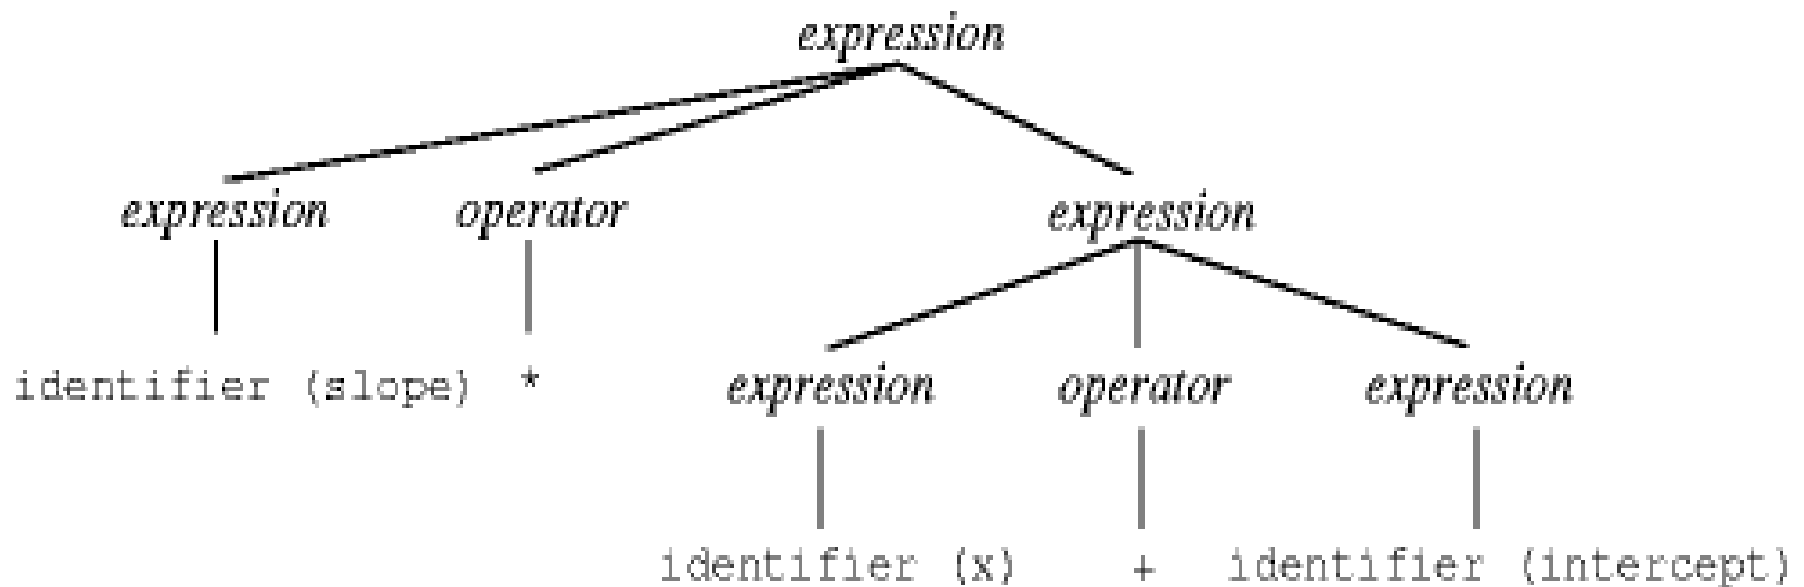 expression
expression operator expression
identifier (slope) * expression operator expression
identifier (x) + identifier (intercept)